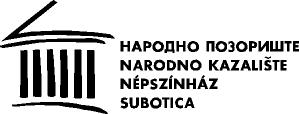 НАРОДНО ПОЗОРИШТЕ
NARODNO KAZALIŠTE
NÉPSZÍNHÁZ
SUBOTICA